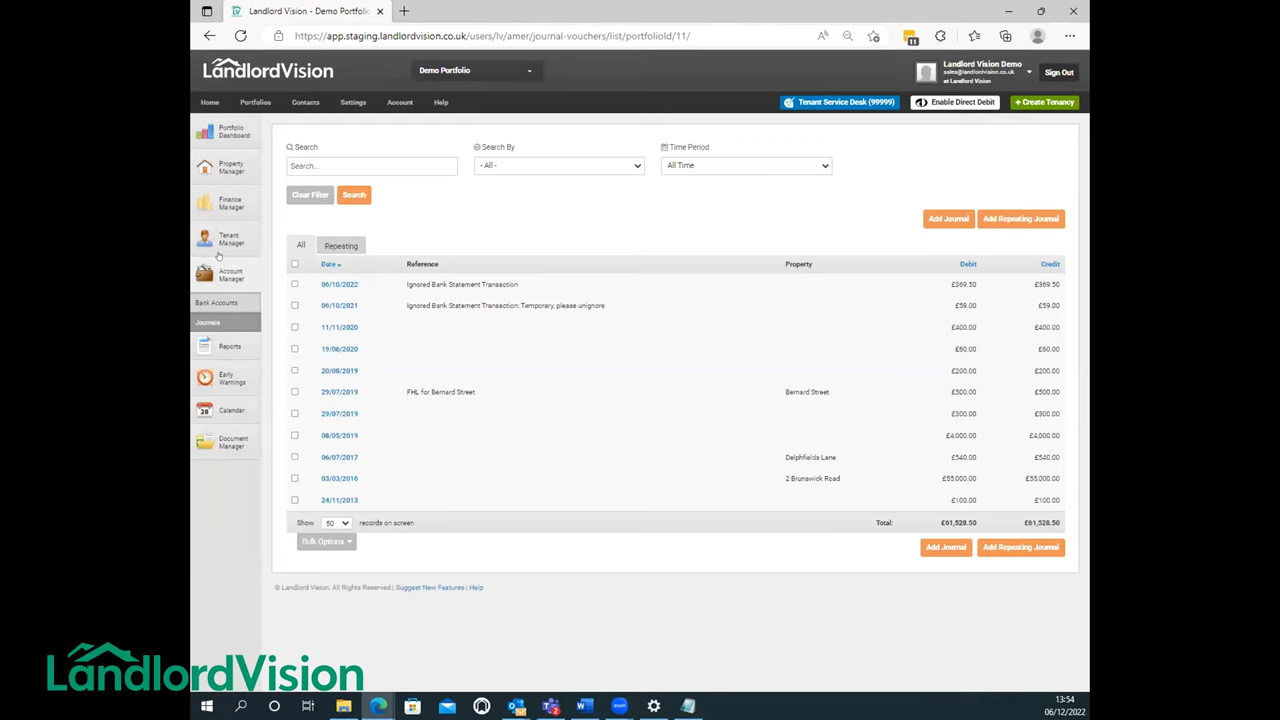 Landlord Vision - Demo Portfolio
https://app.staging.landlordvision.co.uk/users/lv/amer/journal-vouchers/list/portfolioId/11/
11
LandlordVision
Demo Portfolio
Landlord Vision Demo
sales@landlordvision.co.uk
at Landlord Vision
Sign Out
Home Portfolios Contacts Settings Account Help
Tenant Service Desk (99999)
Enable Direct Debit
+ Create Tenancy
Portfolio
Dashboard
Property
Manager
Finance
Manager
Tenant
Manager
Account
Manager
Bank Accounts
Journals
Reports
Early
Warnings
28
Calendar
Document
Manager
Search Search By Time Period
Search... - All - All Time
Clear Filter Search
Add Journal Add Repeating Journal
All Repeating
Date Reference Property Debit Credit
06/10/2022 Ignored Bank Statement Transaction £369.50 £369.50
06/10/2021 Ignored Bank Statement Transaction: Temporary, please unignore £59.00 £59.00
11/11/2020 £400.00 £400.00
19/06/2020 £60.00 £60.00
20/08/2019 £200.00 £200.00
29/07/2019 FHL for Bernard Street Bernard Street £500.00 £500.00
29/07/2019 £300.00 £300.00
08/05/2019 £4,000.00 £4,000.00
06/07/2017 Delphfields Lane £540.00 £540.00
03/03/2016 2 Brunswick Road £55,000.00 £55,000.00
24/11/2013 £100.00 £100.00
Show 50 records on screen Total: £61,528.50 £61,528.50
Bulk Options
Add Journal Add Repeating Journal
© Landlord Vision, All Rights Reserved | Suggest New Features | Help
LandlordVision
13:54
06/12/2022